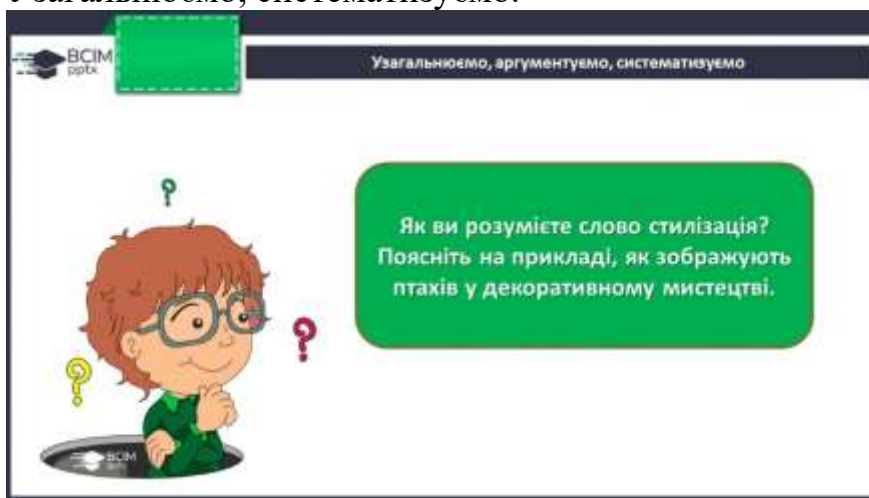 Узагальнюємо, систематизуємо.
ВСІМ
pptx
Узагальнюємо, аргументуємо, систематизуємо
?
Як ви розумієте слово стилізація?
Поясніть на прикладі, як зображують
птахів у декоративному мистецтві.
?
?
ВСІМ